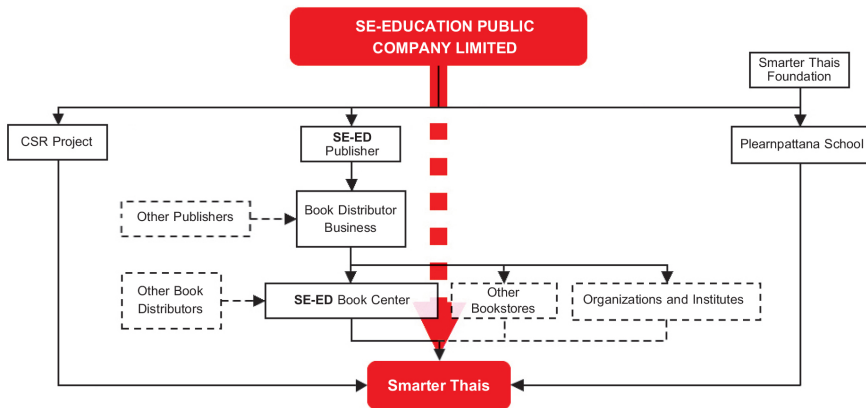 SE-EDUCATION PUBLIC
COMPANY LIMITED
Smarter Thais
Foundation
CSR Project
SE-ED
Publisher
Plearnpattana School
Other Publishers
Book Distributor
Business
Other Book
Distributors
SE-ED Book Center
Other
Bookstores
Organizations and Institutes
Smarter Thais